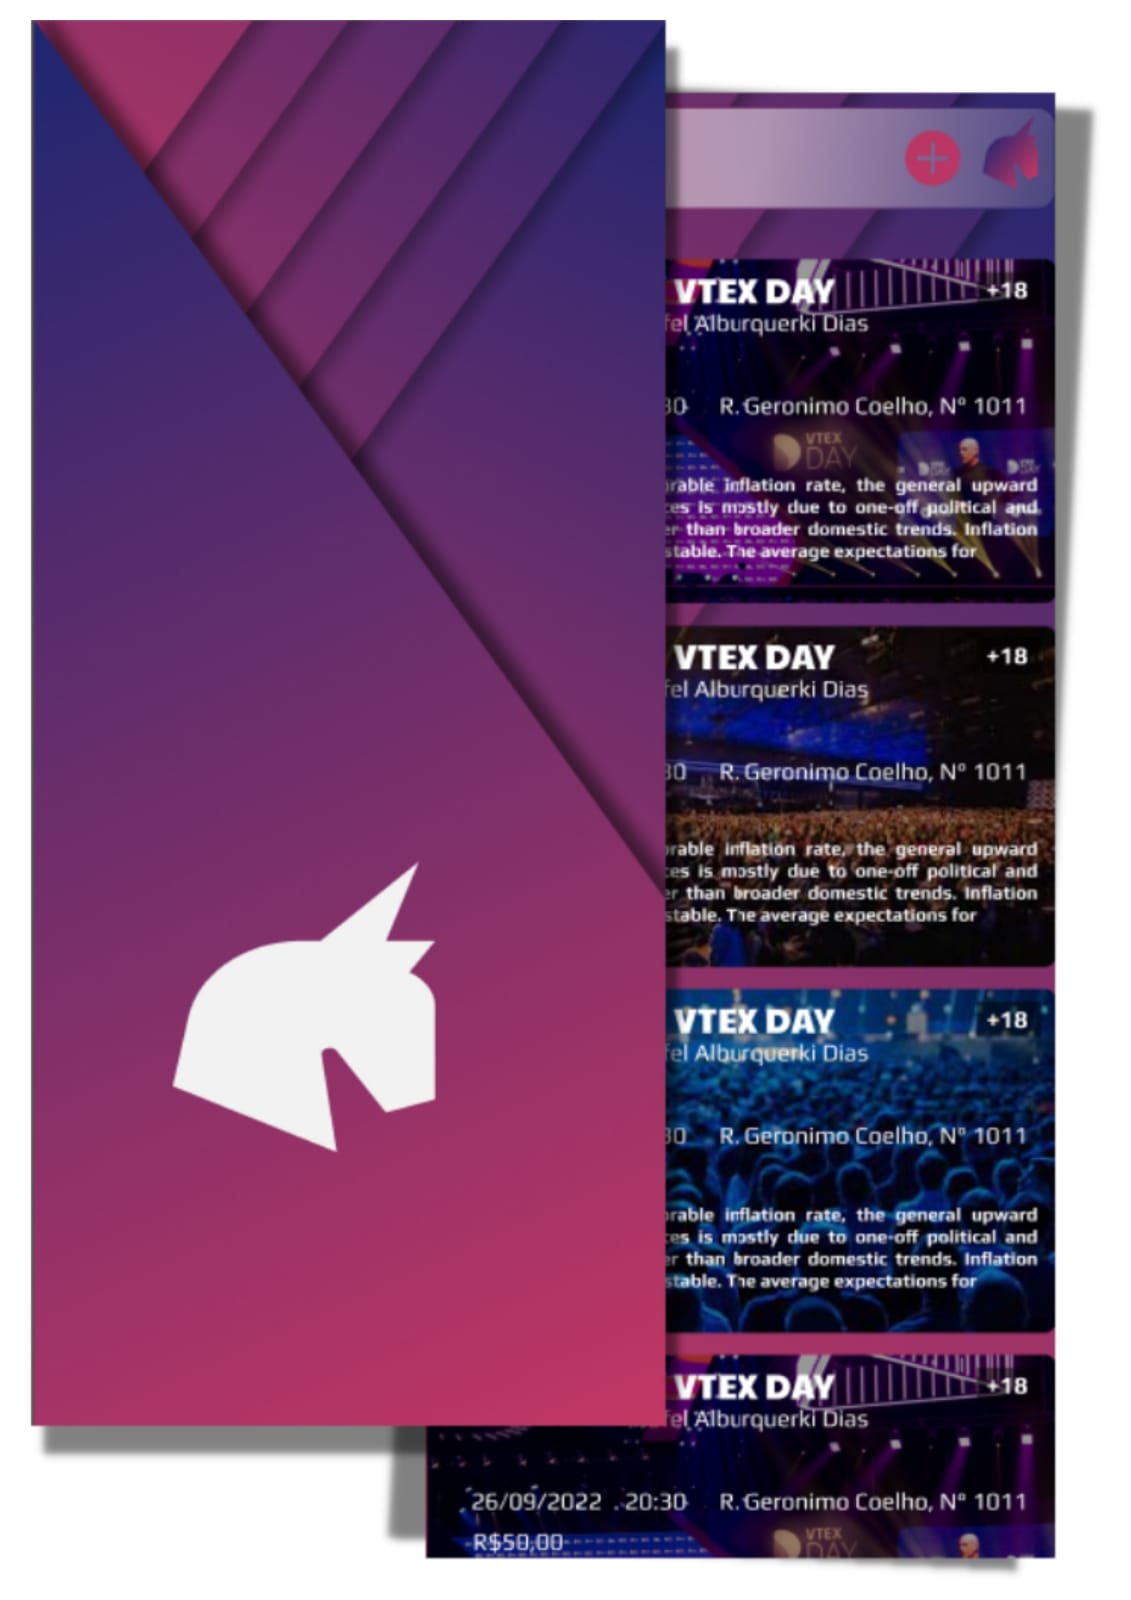 VTEX DAY +18
fel Alburquerki Dias
30 R. Geronimo Coelho, Nº 1011
VTEX
DAY
rable inflation rate, the general upward
ces is mostly due to one-off political and
er than broader domestic trends. Inflation
stable. The average expectations for
VTEX DAY +18
fel Alburquerki Dias
30 R. Geronimo Coelho, Nº 1011
rable inflation rate, the general upward
ces is mostly due to one-off political and
er than broader domestic trends. Inflation
stable. The average expectations for
VTEX DAY +18
fel Alburquerki Dias
30 R. Geronimo Coelho, Nº 1011
rable inflation rate, the general upward
ces is mostly due to one-off political and
er than broader domestic trends. Inflation
stable. The average expectations for
VTEX DAY +18
fel Alburquerki Dias
26/09/2022 . 20:30 R. Geronimo Coelho, Nº 1011
VTEX
DAY
R$50,00